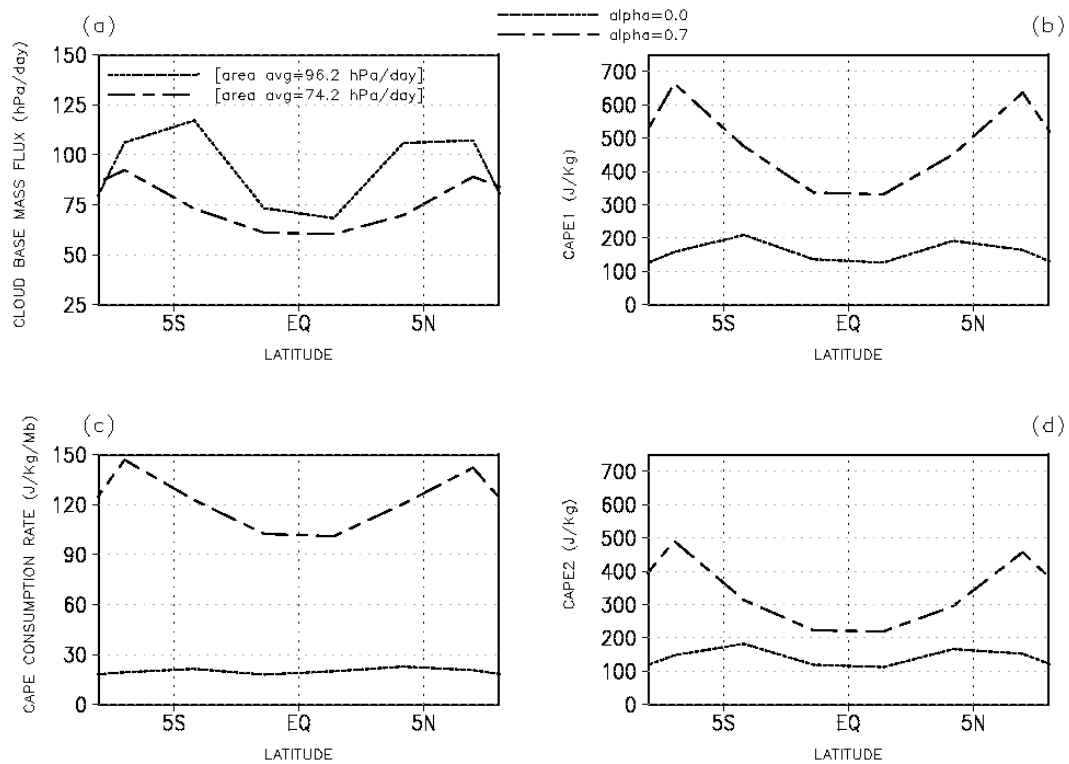 alpha=0.0
alpha=0.7
(a)
CLOUD BASE MASS FLUX (hPa/day)
150
125
100
75
50
25
[area avg=96.2 hPa/day]
[area avg=74.2 hPa/day]
5S EQ 5N
LATITUDE
(b)
CAPE1 (J/Kg)
700
600
500
400
300
200
100
0
5S EQ 5N
LATITUDE
(c)
CAPE CONSUMPTION RATE (J/Kg/Mb)
150
120
90
60
30
0
5S EQ 5N
LATITUDE
(d)
CAPE2 (J/Kg)
700
600
500
400
300
200
100
0
5S EQ 5N
LATITUDE